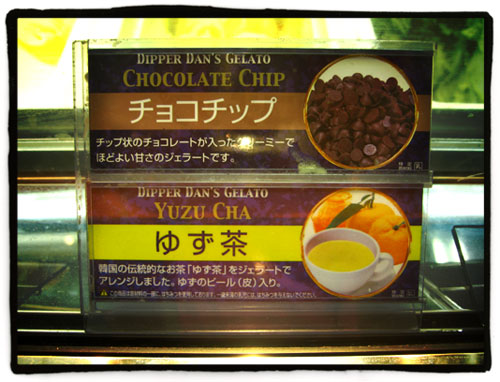 DIPPER DAN'S GELATO
CHOCOLATE CHIP
チョコチップ
チップ状のチョコレートが入ったクリーミーで
ほどよい甘さのジェラートです。
DIPPER DAN'S GELATO
YUZU CHA
ゆず茶
韓国の伝統的なお茶「ゆず茶」をジェラートで
アレンジしました。ゆずのピール(皮)入り。